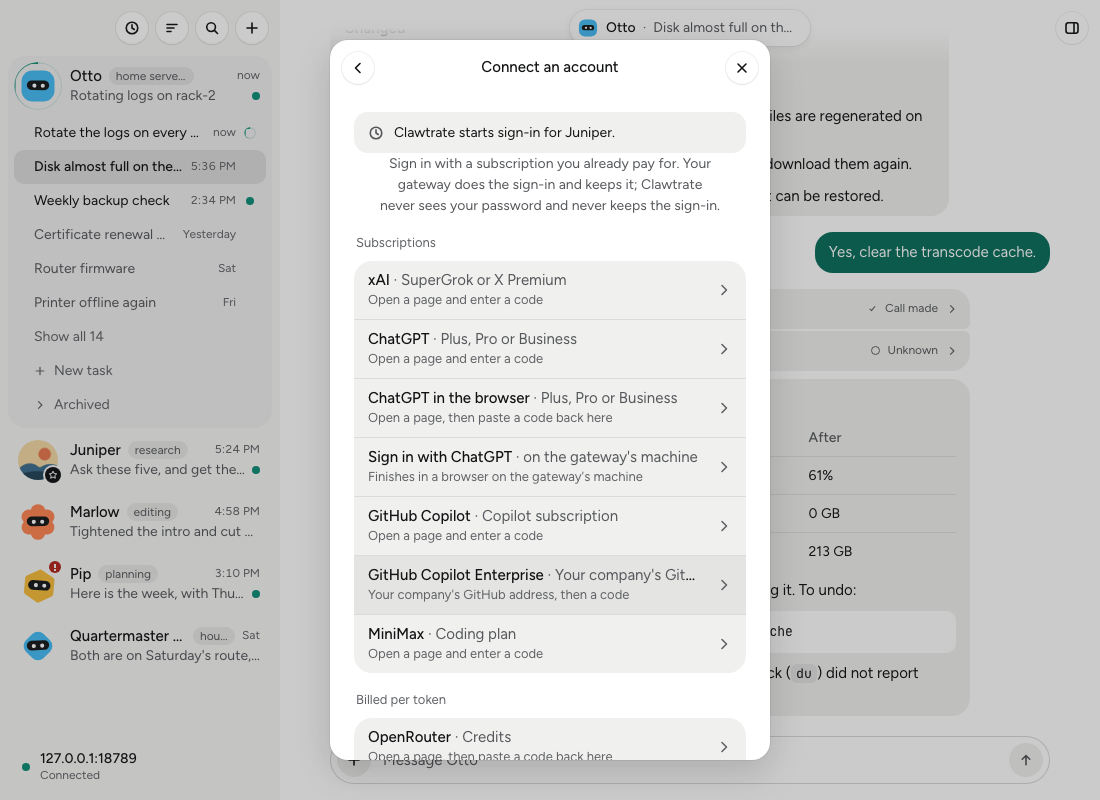 Otto home serve... now
Rotating logs on rack-2
Rotate the logs on every ... now
Disk almost full on the... 5:36 PM
Weekly backup check 2:34 PM
Certificate renewal ... Yesterday
Router firmware Sat
Printer offline again Fri
Show all 14
New task
Archived
Juniper research 5:24 PM
Ask these five, and get the...
Marlow editing 4:58 PM
Tightened the intro and cut ...
Pip planning 3:10 PM
Here is the week, with Thu...
Quartermaster ... hou... Sat
Both are on Saturday's route,...
127.0.0.1:18789
Connected
Changed
Otto · Disk almost full on th...
Connect an account
Clawtrate starts sign-in for Juniper.
Sign in with a subscription you already pay for. Your
gateway does the sign-in and keeps it; Clawtrate
never sees your password and never keeps the sign-in.
Subscriptions
xAI · SuperGrok or X Premium
Open a page and enter a code
ChatGPT · Plus, Pro or Business
Open a page and enter a code
ChatGPT in the browser · Plus, Pro or Business
Open a page, then paste a code back here
Sign in with ChatGPT · on the gateway's machine
Finishes in a browser on the gateway's machine
GitHub Copilot · Copilot subscription
Open a page and enter a code
GitHub Copilot Enterprise · Your company's Git...
Your company's GitHub address, then a code
MiniMax · Coding plan
Open a page and enter a code
Billed per token
OpenRouter · Credits
Open a page, then paste a code back here
iles are regenerated on
download them again.
t can be restored.
Yes, clear the transcode cache.
Call made
Unknown
After
61%
0 GB
213 GB
g it. To undo:
che
ck (du) did not report
Message Otto